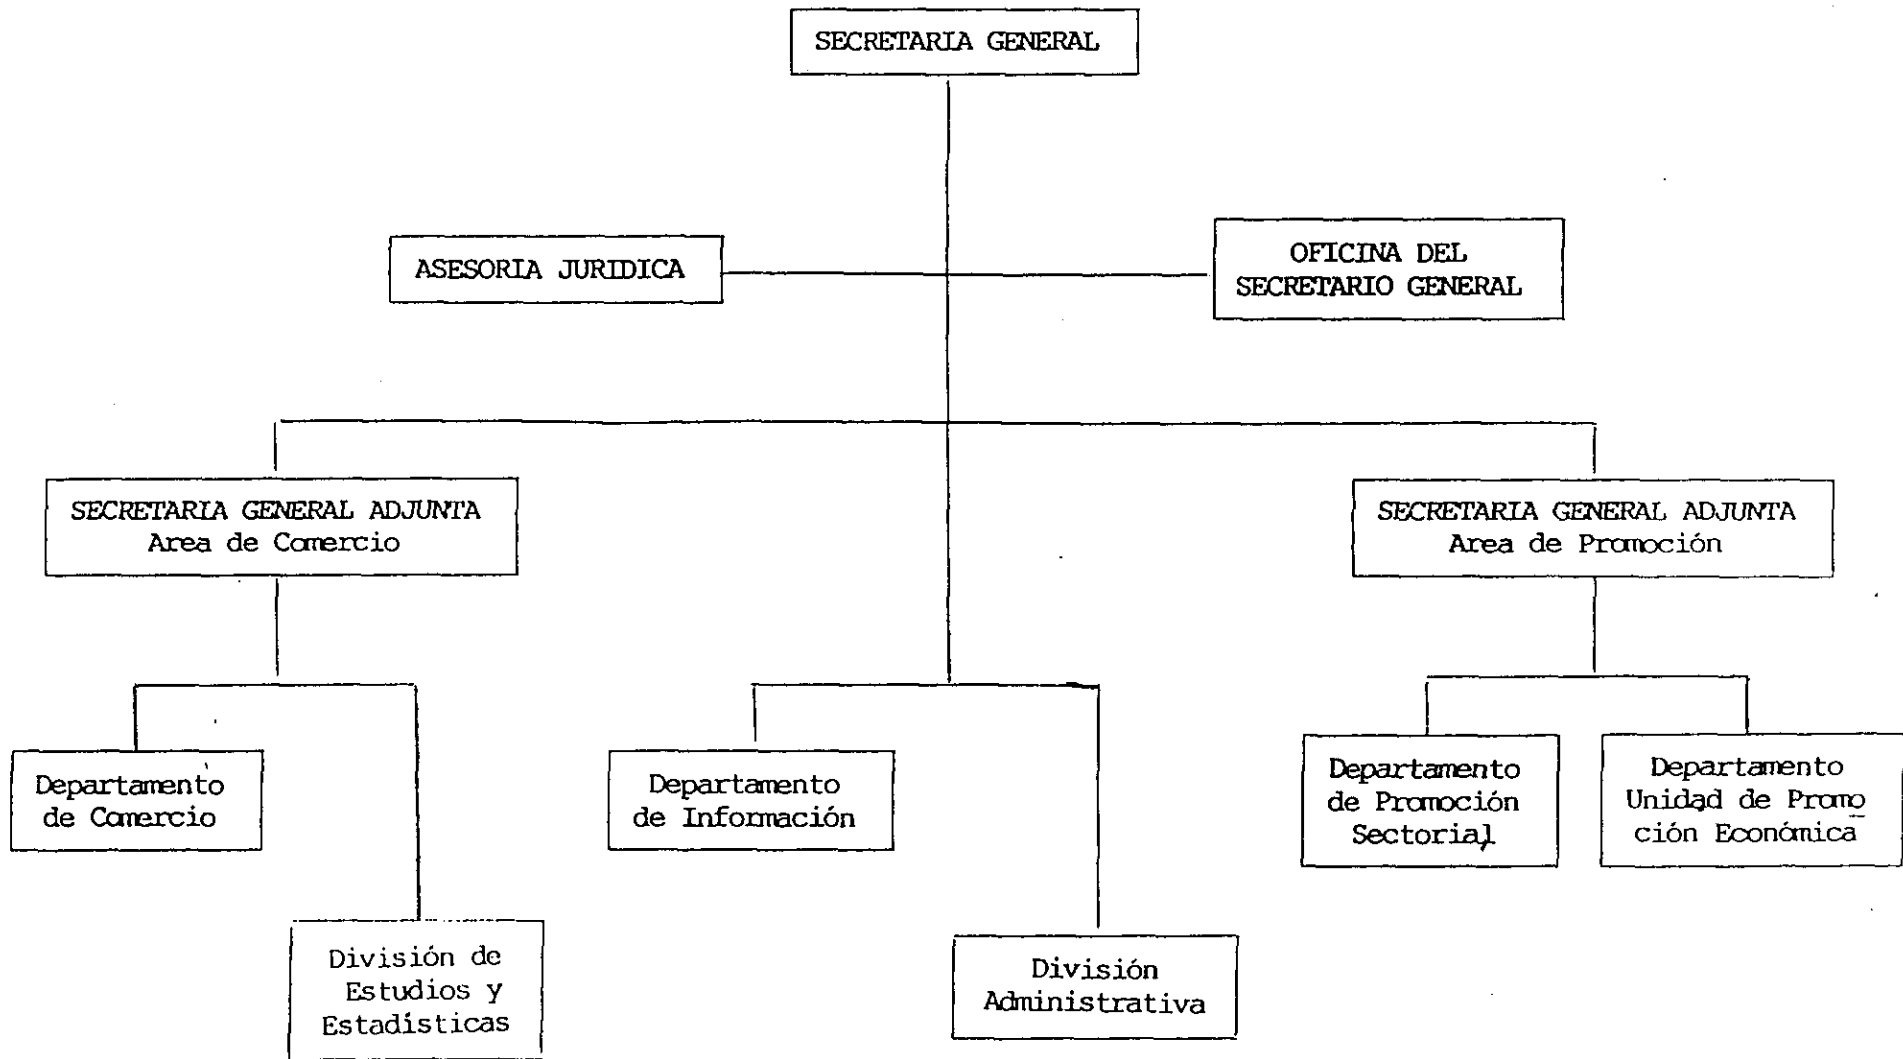 SECRETARIA GENERAL
ASESORIA JURIDICA
OFICINA DEL
SECRETARIO GENERAL
SECRETARIA GENERAL ADJUNTA
Area de Comercio
SECRETARIA GENERAL ADJUNTA
Area de Promoción
Departamento
de Comercio
Departamento
de Información
Departamento
de Promoción
Sectorial
Departamento
Unidad de Promo
ción Económica
División de
Estudios y
Estadísticas
División
Administrativa